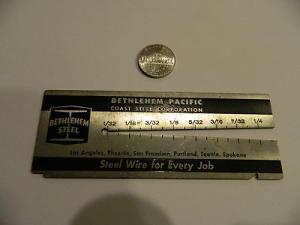 BETHLEHEM PACIFIC
COAST STEEL CORPORATION
BETHLEHEM
STEEL
1/32 1/16 3/32 1/8 5/32 3/16 7/32 1/4
Los Angeles, Phoenix, San Francisco, Portland, Seattle, Spokane
Steel Wire for Every Job